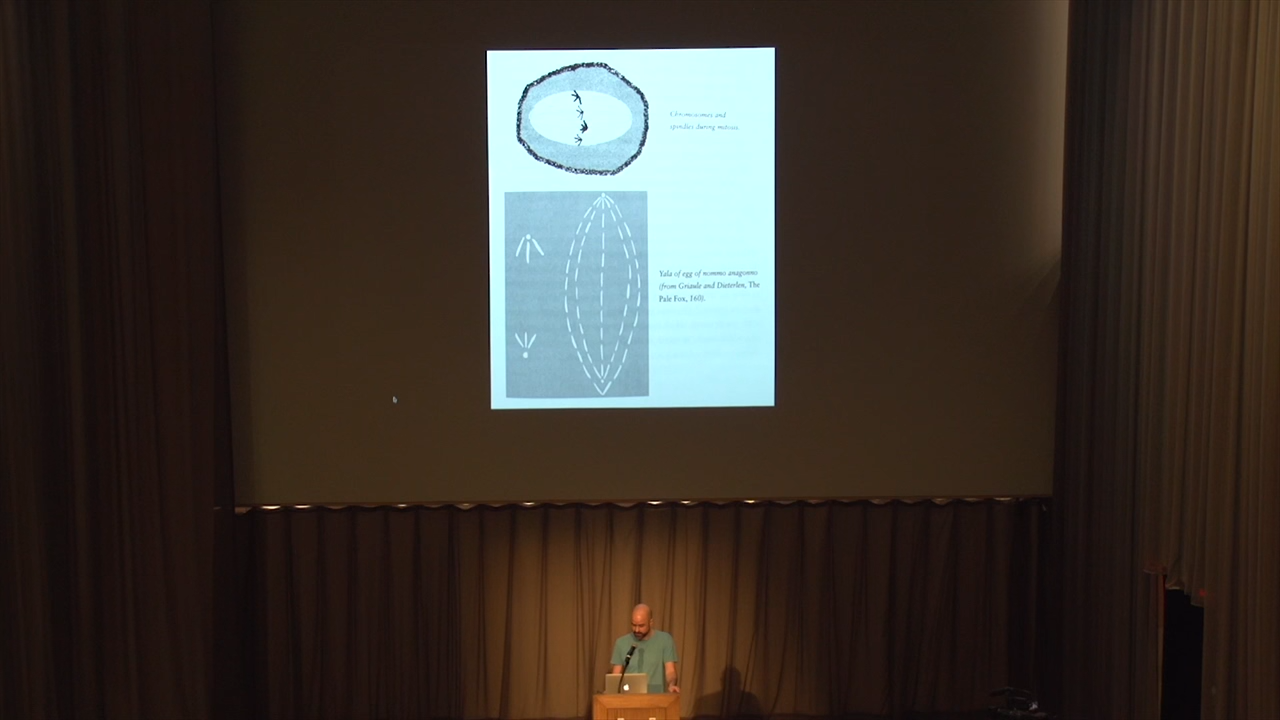 Chromosomes and
spindles during mitosis.
Yala of egg of nommo anagonno
(from Griaule and Dieterlen, The
Pale Fox, 160).